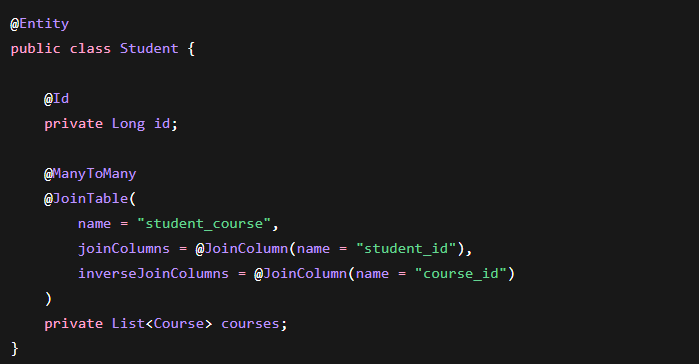 @Entity
public class Student {
    @Id
    private Long id;
    @ManyToMany
    @JoinTable(
        name = "student_course",
        joinColumns = @JoinColumn(name = "student_id"),
        inverseJoinColumns = @JoinColumn(name = "course_id")
    )
    private List<Course> courses;
}